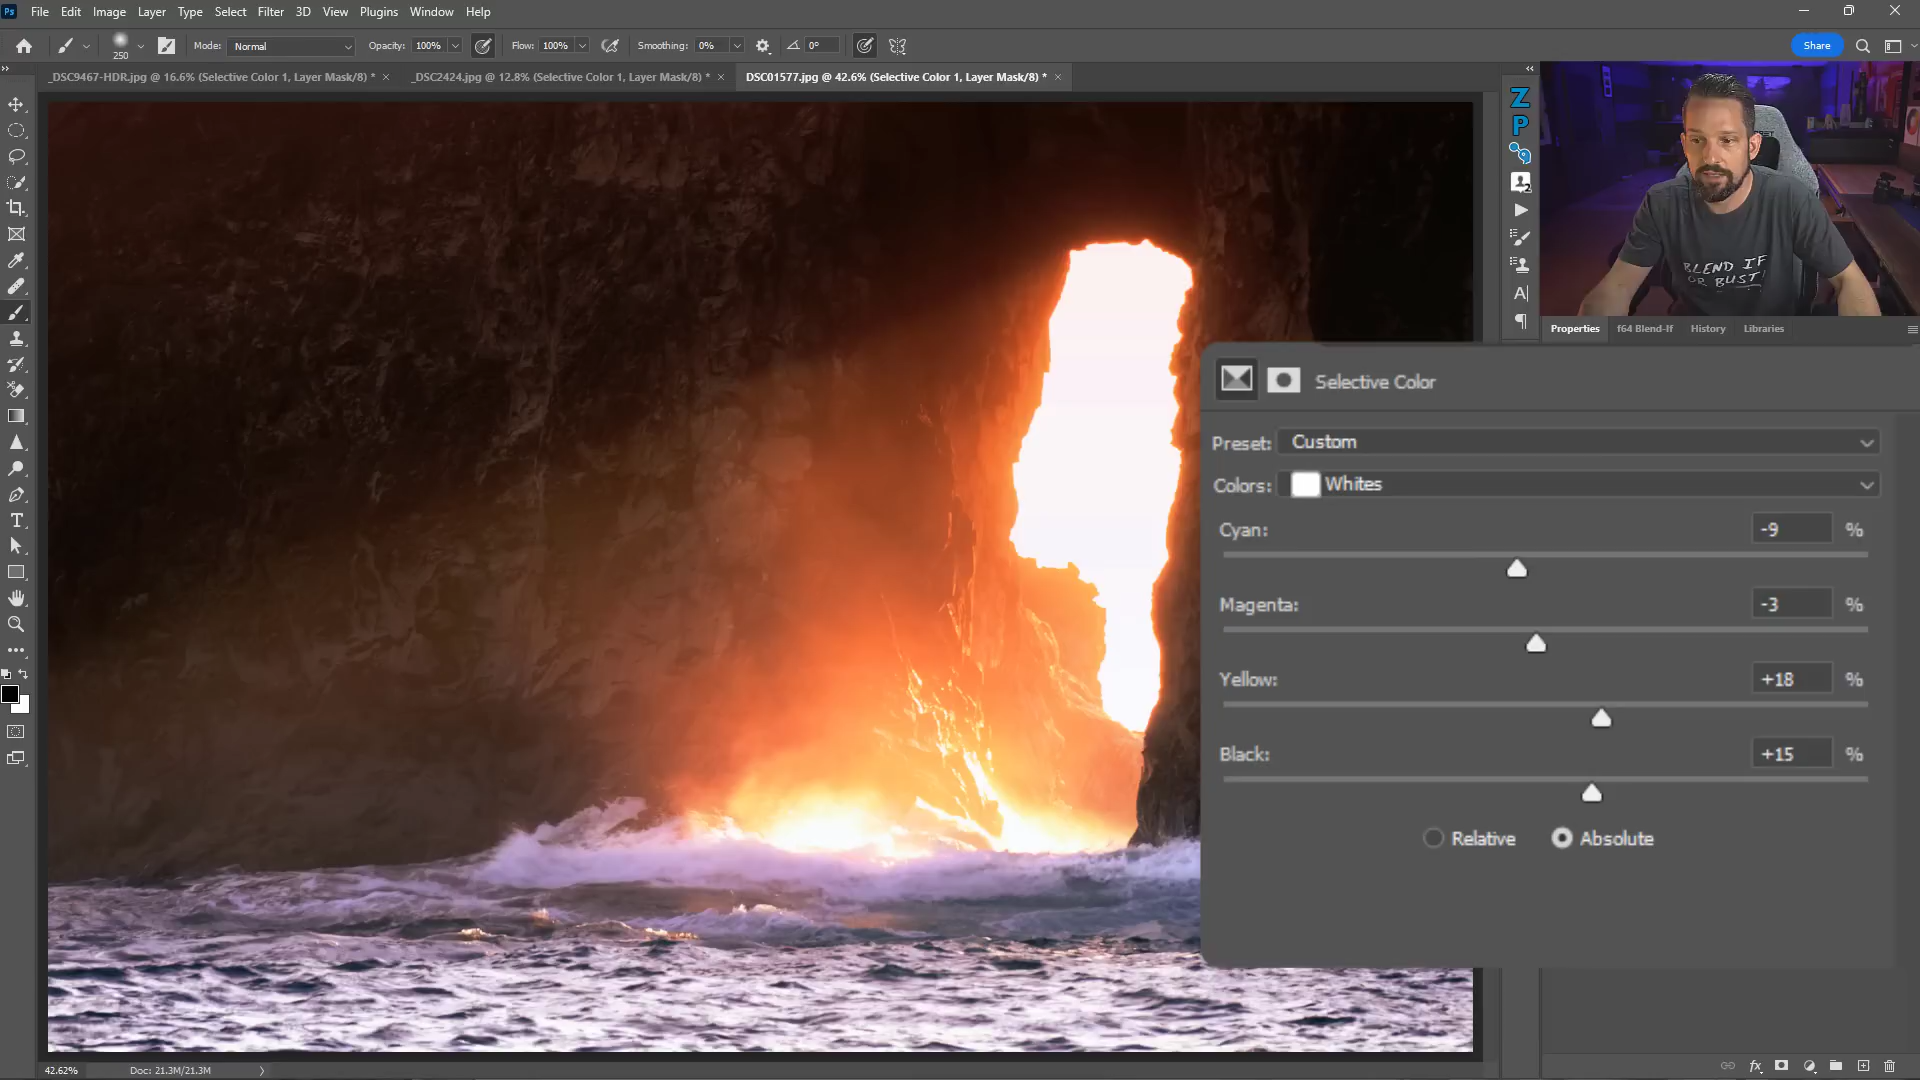 Ps File Edit Image Layer Type Select Filter 3D View Plugins Window Help
250 Mode: Normal Opacity: 100% Flow: 100% Smoothing: 0% 0° Share
_DSC9467-HDR.jpg @ 16.6% (Selective Color 1, Layer Mask/8) * × _DSC2424.jpg @ 12.8% (Selective Color 1, Layer Mask/8) * × DSC01577.jpg @ 42.6% (Selective Color 1, Layer Mask/8) * ×
Z
P
2
A
BLEND IF
OR BUST!
Properties f64 Blend-If History Libraries
Selective Color
Preset: Custom
Colors: Whites
Cyan: -9 %
Magenta: -3 %
Yellow: +18 %
Black: +15 %
Relative Absolute
42.62% Doc: 21.3M/21.3M
fx